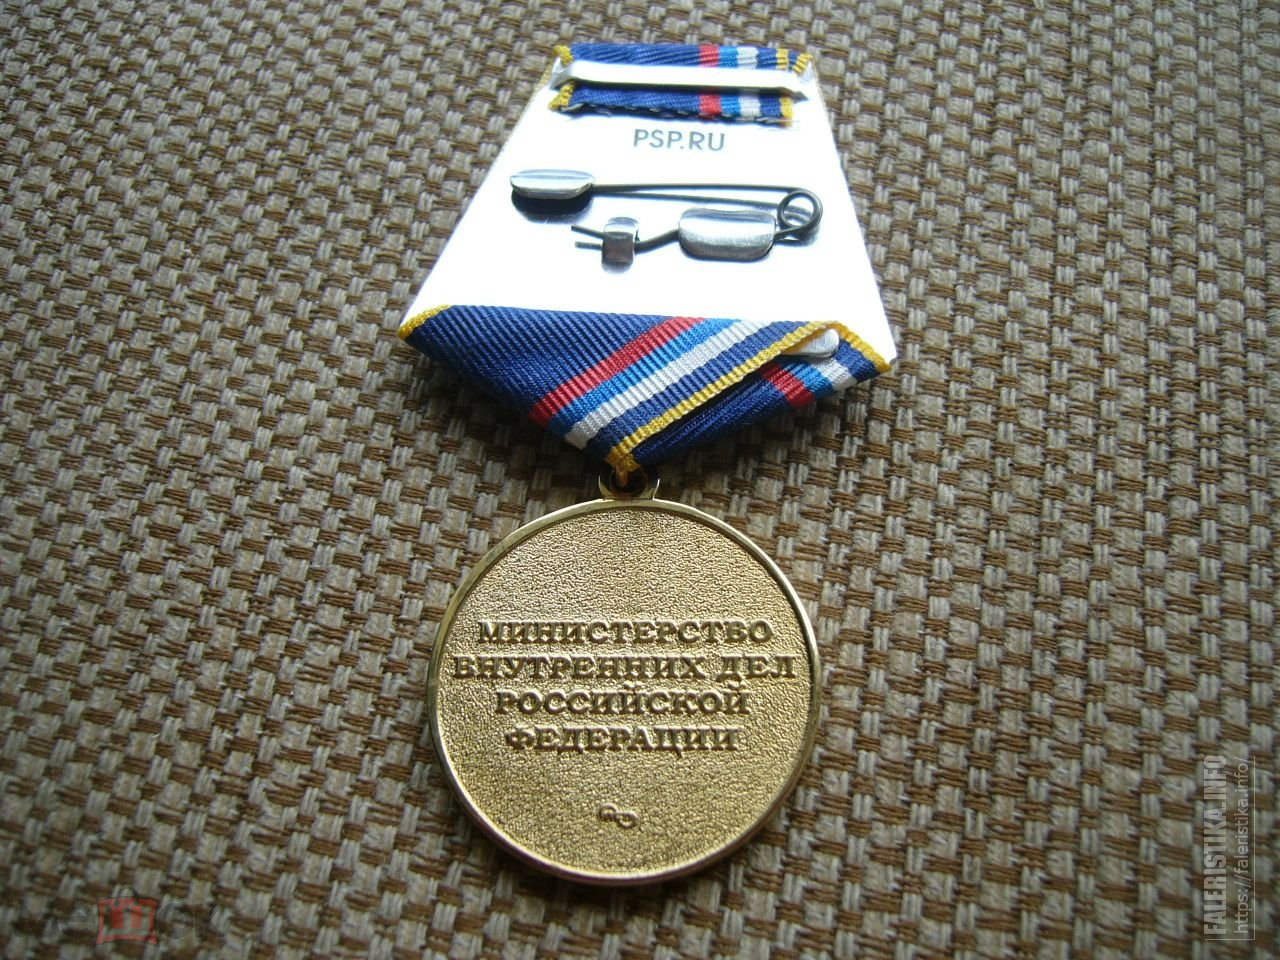 PSP.RU
МИНИСТЕРСТВО
ВНУТРЕННИХ ДЕЛ
РОССИЙСКОЙ
ФЕДЕРАЦИИ
FALERISTIKA.INFO
https://faleristika.info/